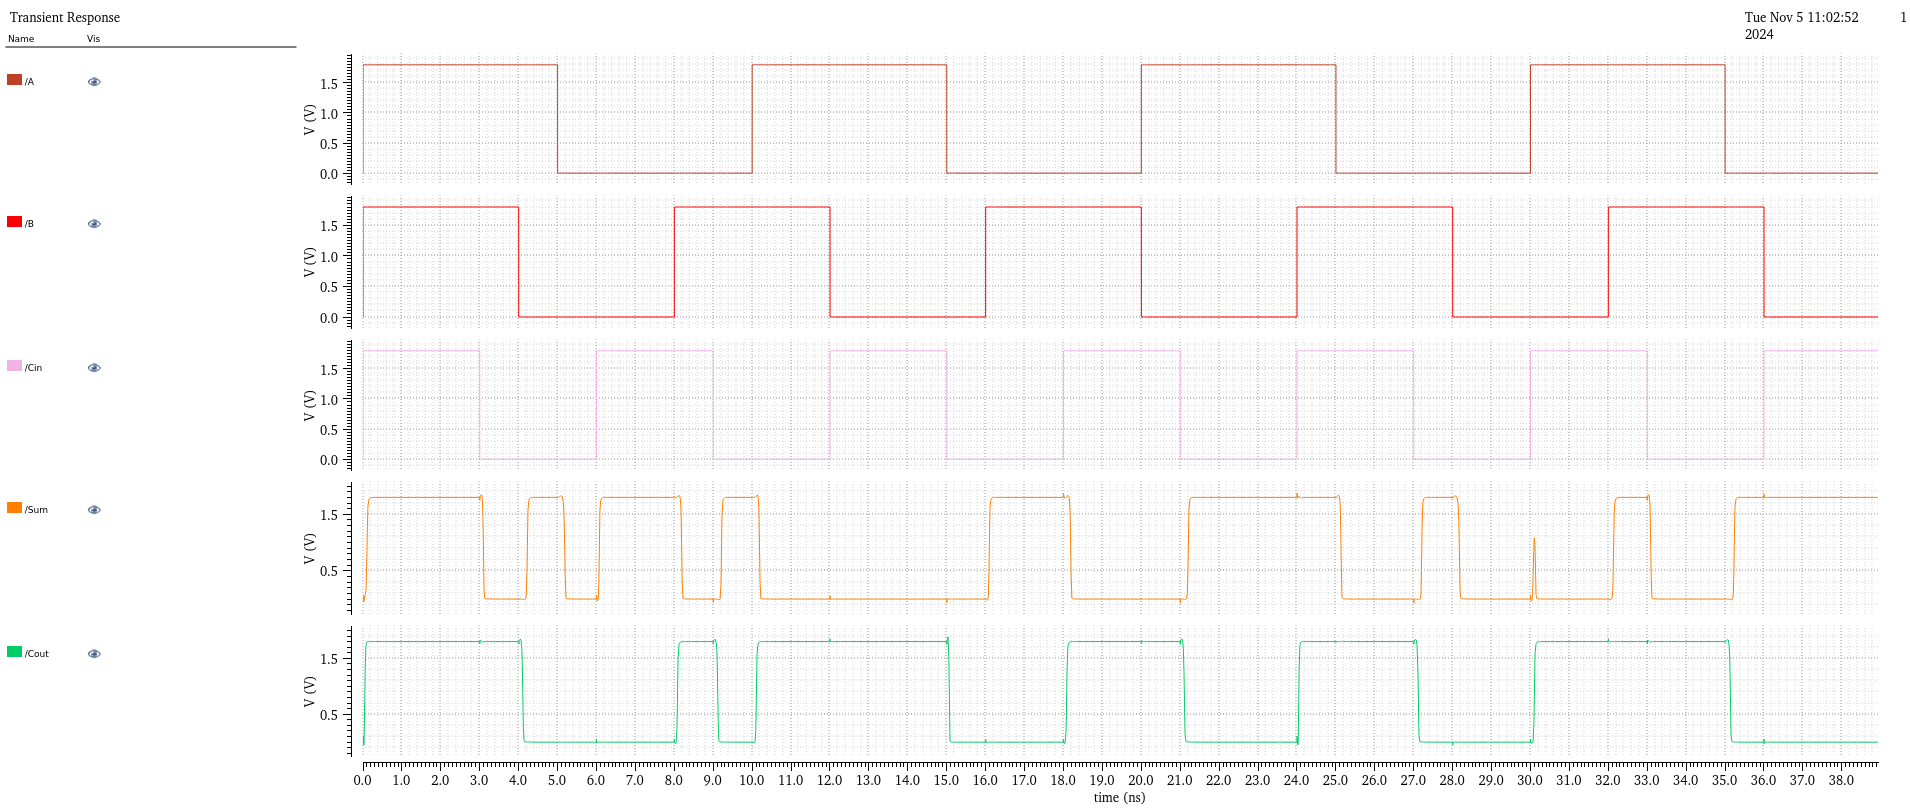 Transient Response
Tue Nov 5 11:02:52 1
2024
Name Vis
/A
V (V)
1.5
1.0
0.5
0.0
/B
V (V)
1.5
1.0
0.5
0.0
/Cin
V (V)
1.5
1.0
0.5
0.0
/Sum
V (V)
1.5
0.5
/Cout
V (V)
1.5
0.5
0.0 1.0 2.0 3.0 4.0 5.0 6.0 7.0 8.0 9.0 10.0 11.0 12.0 13.0 14.0 15.0 16.0 17.0 18.0 19.0 20.0 21.0 22.0 23.0 24.0 25.0 26.0 27.0 28.0 29.0 30.0 31.0 32.0 33.0 34.0 35.0 36.0 37.0 38.0
time (ns)